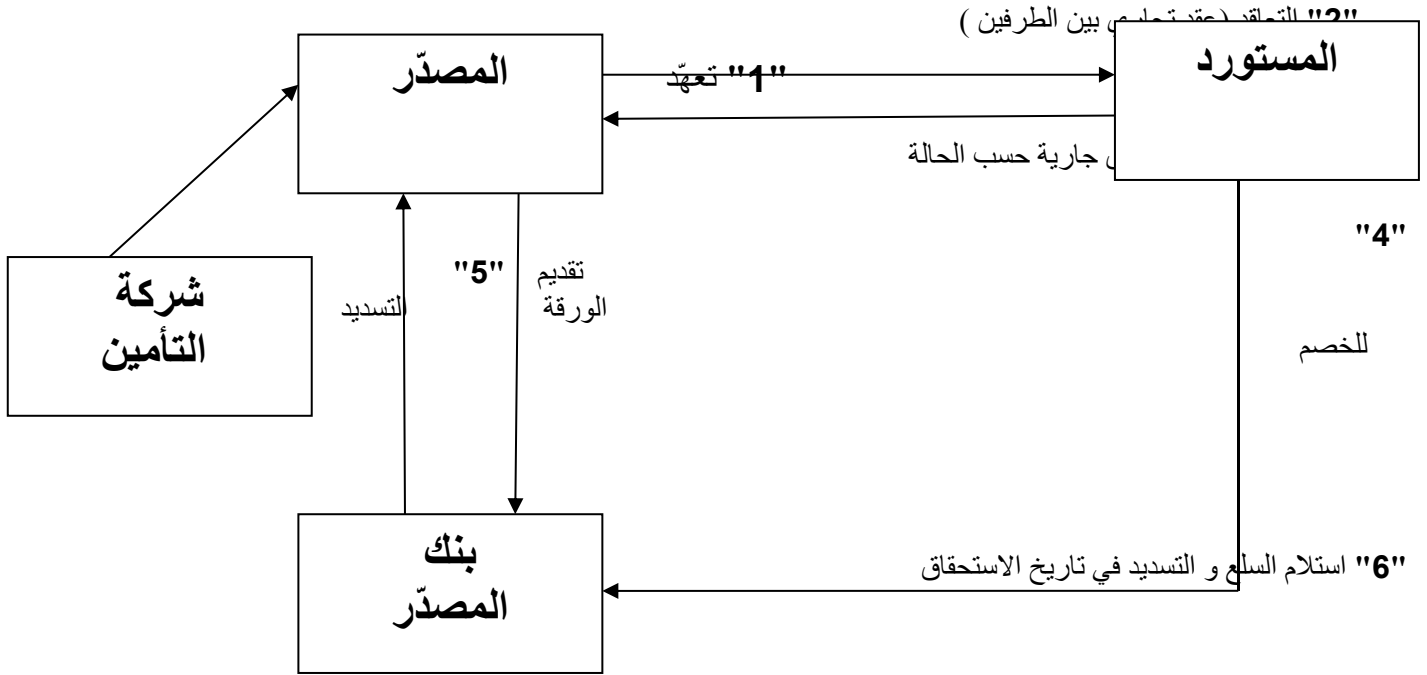 "2" التعاقد (عقد تجاري بين الطرفين )
المستورد
المصدّر
"1" تعهّد
جارية حسب الحالة
"4"
"5"
تقديم
الورقة
التسديد
شركة
التأمين
للخصم
بنك
المصدّر
"6" استلام السلع و التسديد في تاريخ الاستحقاق